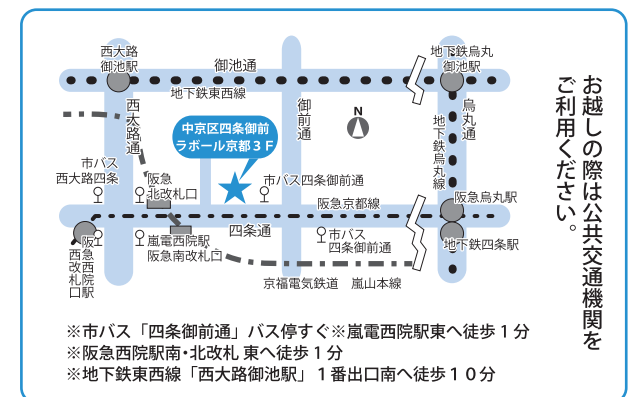 お越しの際は公共交通機関を
ご利用ください。
西大路
御池駅
御池通
地下鉄烏丸
御池駅
地下鉄東西線
西大路通
御前通
烏丸通
地下鉄烏丸線
中京区四条御前
ラボール京都３Ｆ
N
市バス
西大路四条
阪急
北改札口
市バス四条御前通
阪急京都線
阪急烏丸駅
四条通
阪急西院駅
西改札口
嵐電西院駅
阪急南改札口
市バス
四条御前通
地下鉄四条駅
京福電気鉄道　嵐山本線
※市バス「四条御前通」バス停すぐ※嵐電西院駅東へ徒歩１分
※阪急西院駅南・北改札 東へ徒歩１分
※地下鉄東西線「西大路御池駅」１番出口南へ徒歩１０分